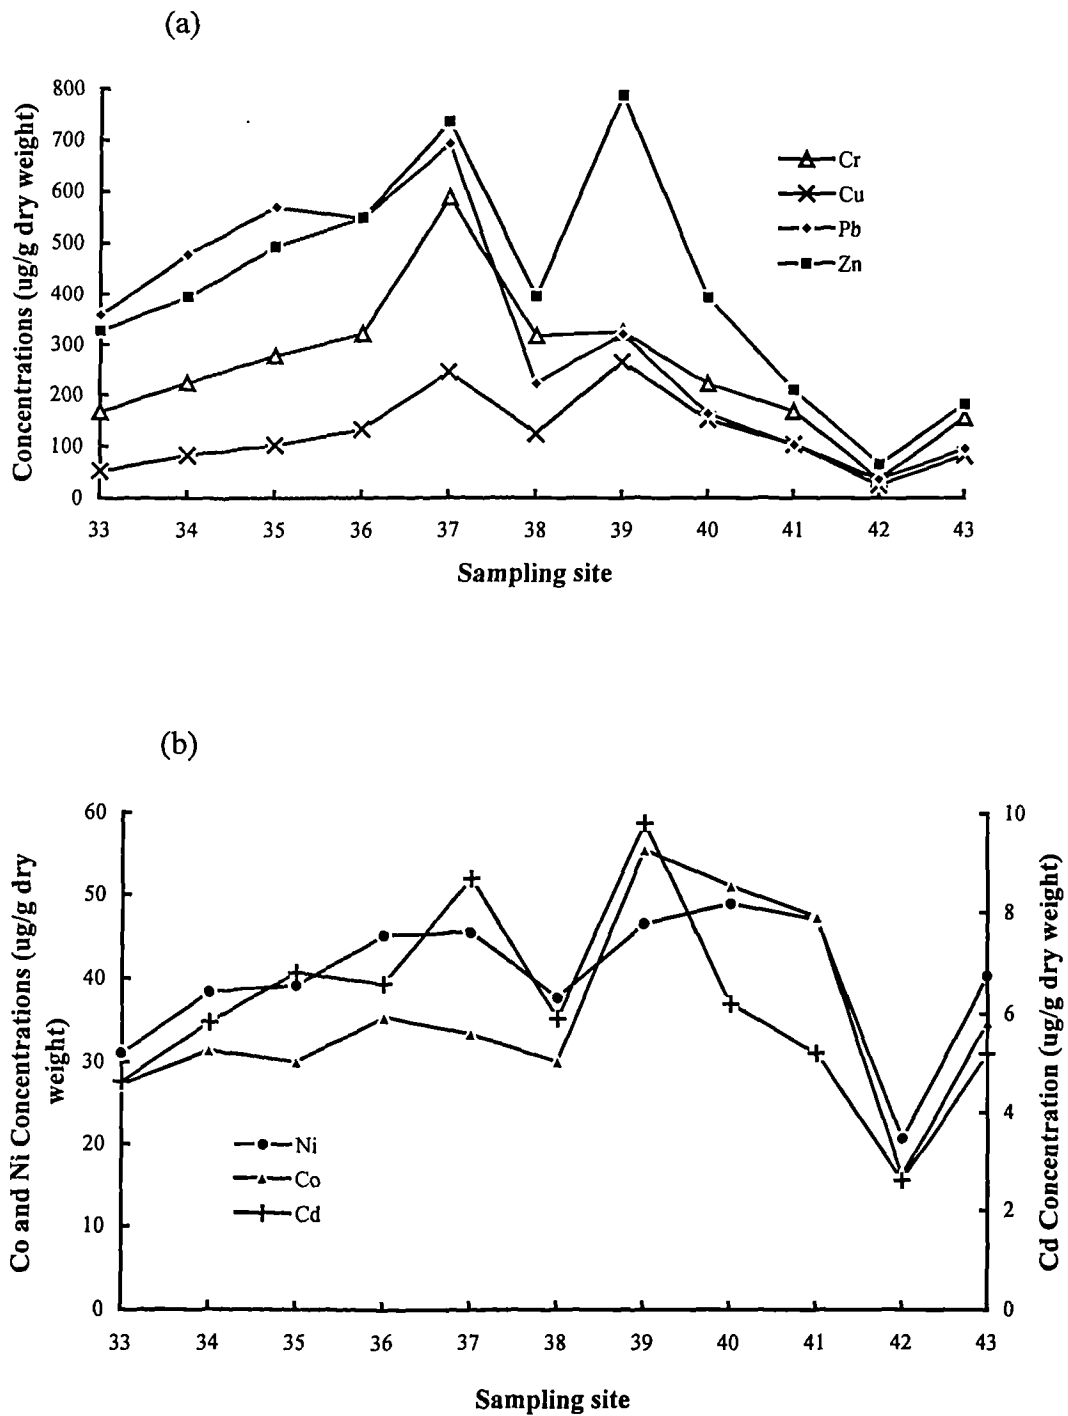 (a)
Concentrations (ug/g dry weight)
800
700
600
500
400
300
200
100
0
Cr
Cu
Pb
Zn
33 34 35 36 37 38 39 40 41 42 43
Sampling site
(b)
Co and Ni Concentrations (ug/g dry
weight)
60
50
40
30
20
10
0
Ni
Co
Cd
10
8
6
4
2
0
Cd Concentration (ug/g dry weight)
33 34 35 36 37 38 39 40 41 42 43
Sampling site